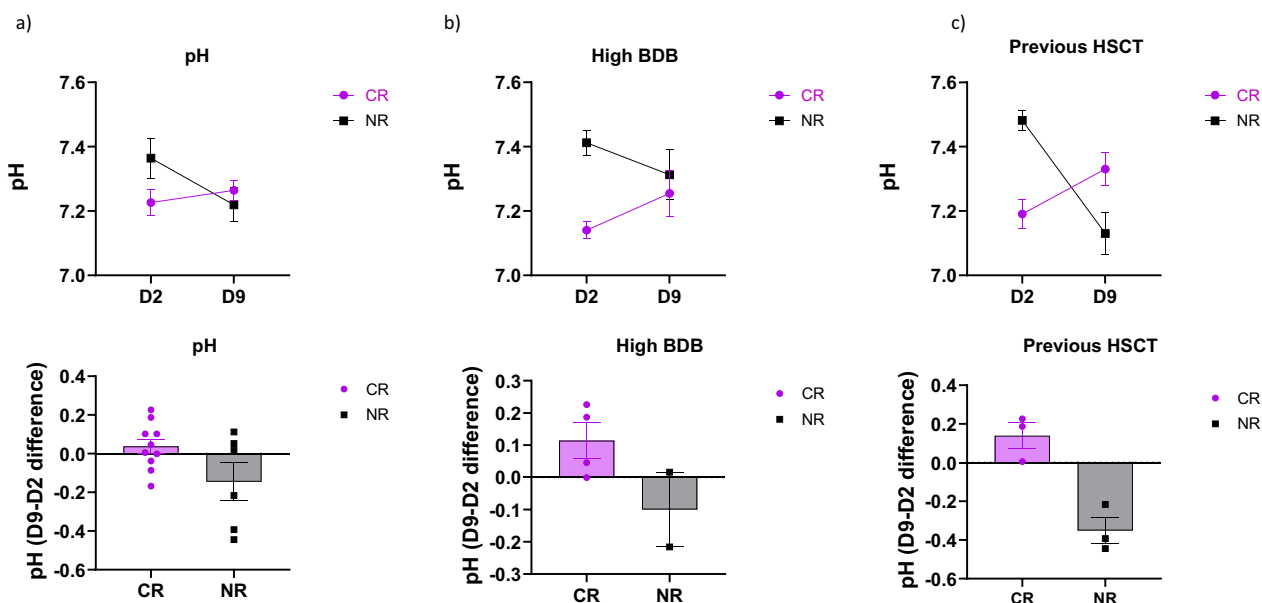 a)
pH
7.6
7.4
7.2
7.0
pH
D2
D9
CR
NR
b)
High BDB
7.6
7.4
7.2
7.0
pH
D2
D9
CR
NR
c)
Previous HSCT
7.6
7.4
7.2
7.0
pH
D2
D9
CR
NR
pH
0.4
0.2
0.0
-0.2
-0.4
-0.6
pH (D9-D2 difference)
CR
NR
CR
NR
High BDB
0.3
0.2
0.1
0.0
-0.1
-0.2
-0.3
pH (D9-D2 difference)
CR
NR
CR
NR
Previous HSCT
0.4
0.2
0.0
-0.2
-0.4
-0.6
pH (D9-D2 difference)
CR
NR
CR
NR